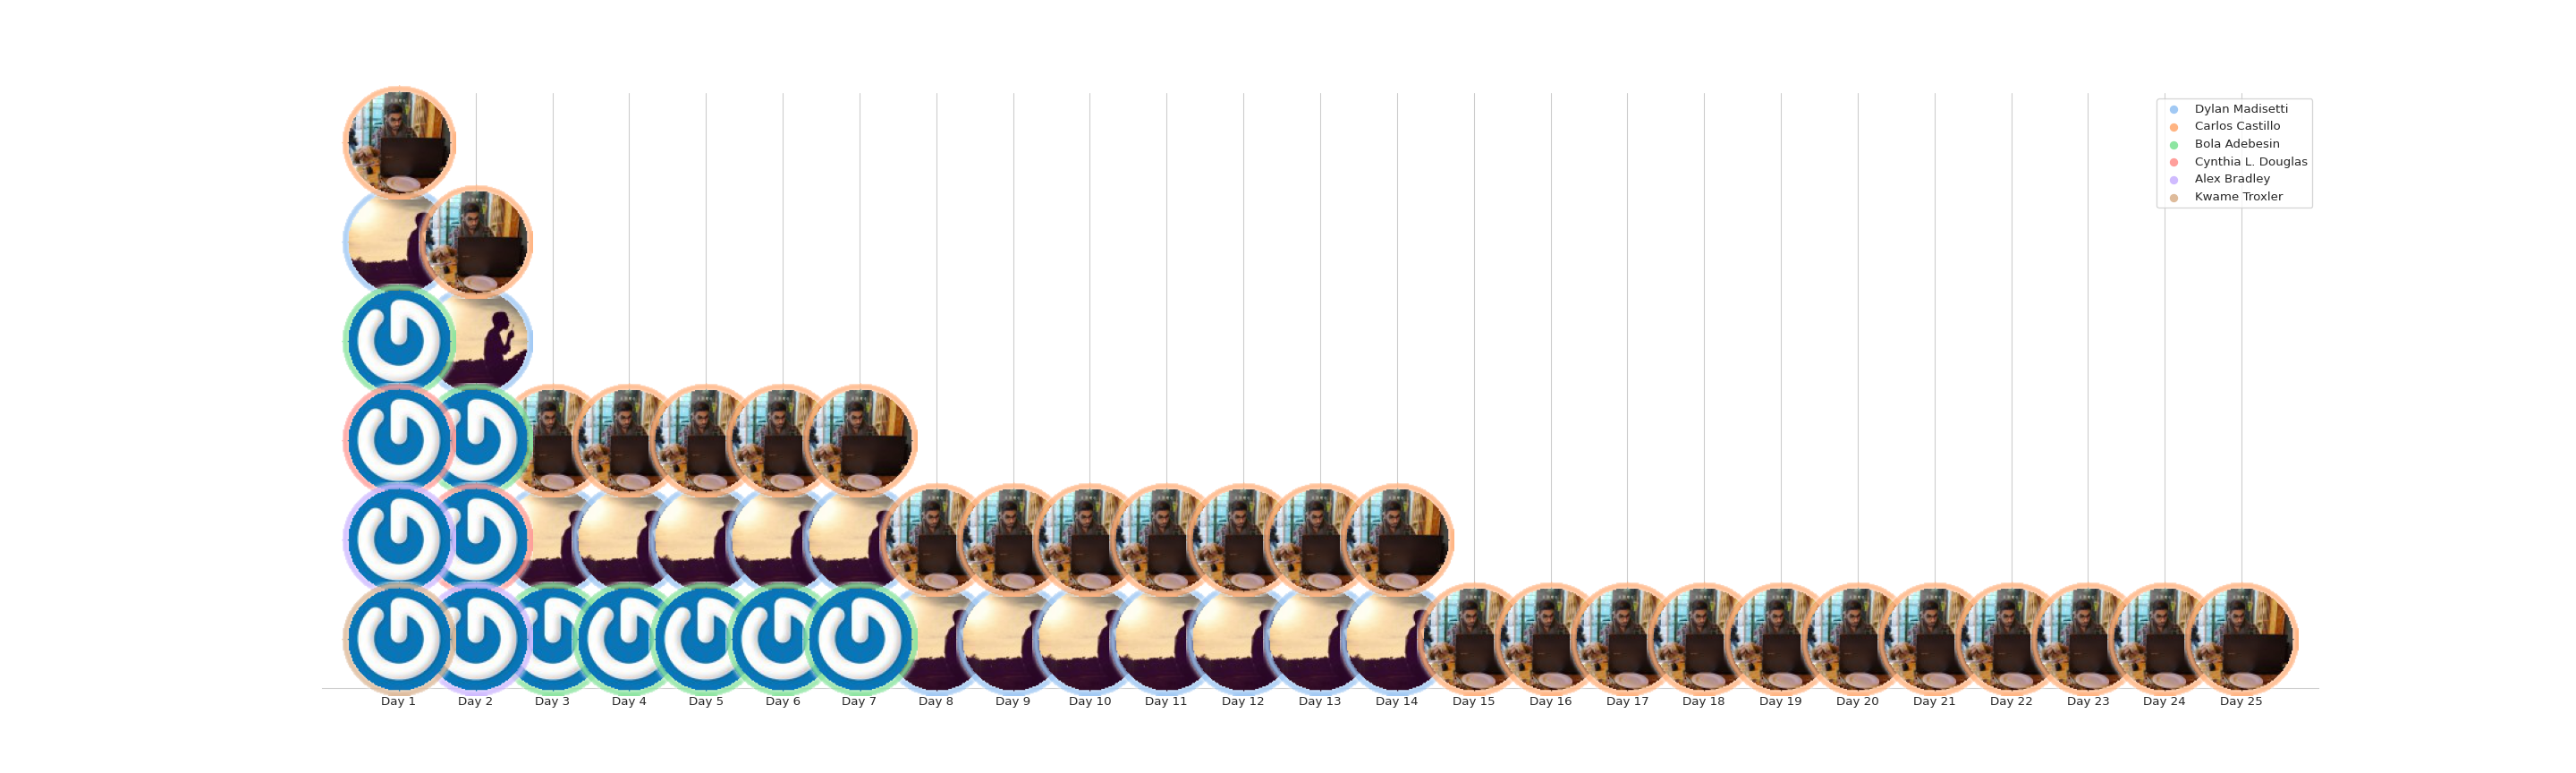 Dylan Madisetti
Carlos Castillo
Bola Adebesin
Cynthia L. Douglas
Alex Bradley
Kwame Troxler
Day 1 Day 2 Day 3 Day 4 Day 5 Day 6 Day 7 Day 8 Day 9 Day 10 Day 11 Day 12 Day 13 Day 14 Day 15 Day 16 Day 17 Day 18 Day 19 Day 20 Day 21 Day 22 Day 23 Day 24 Day 25